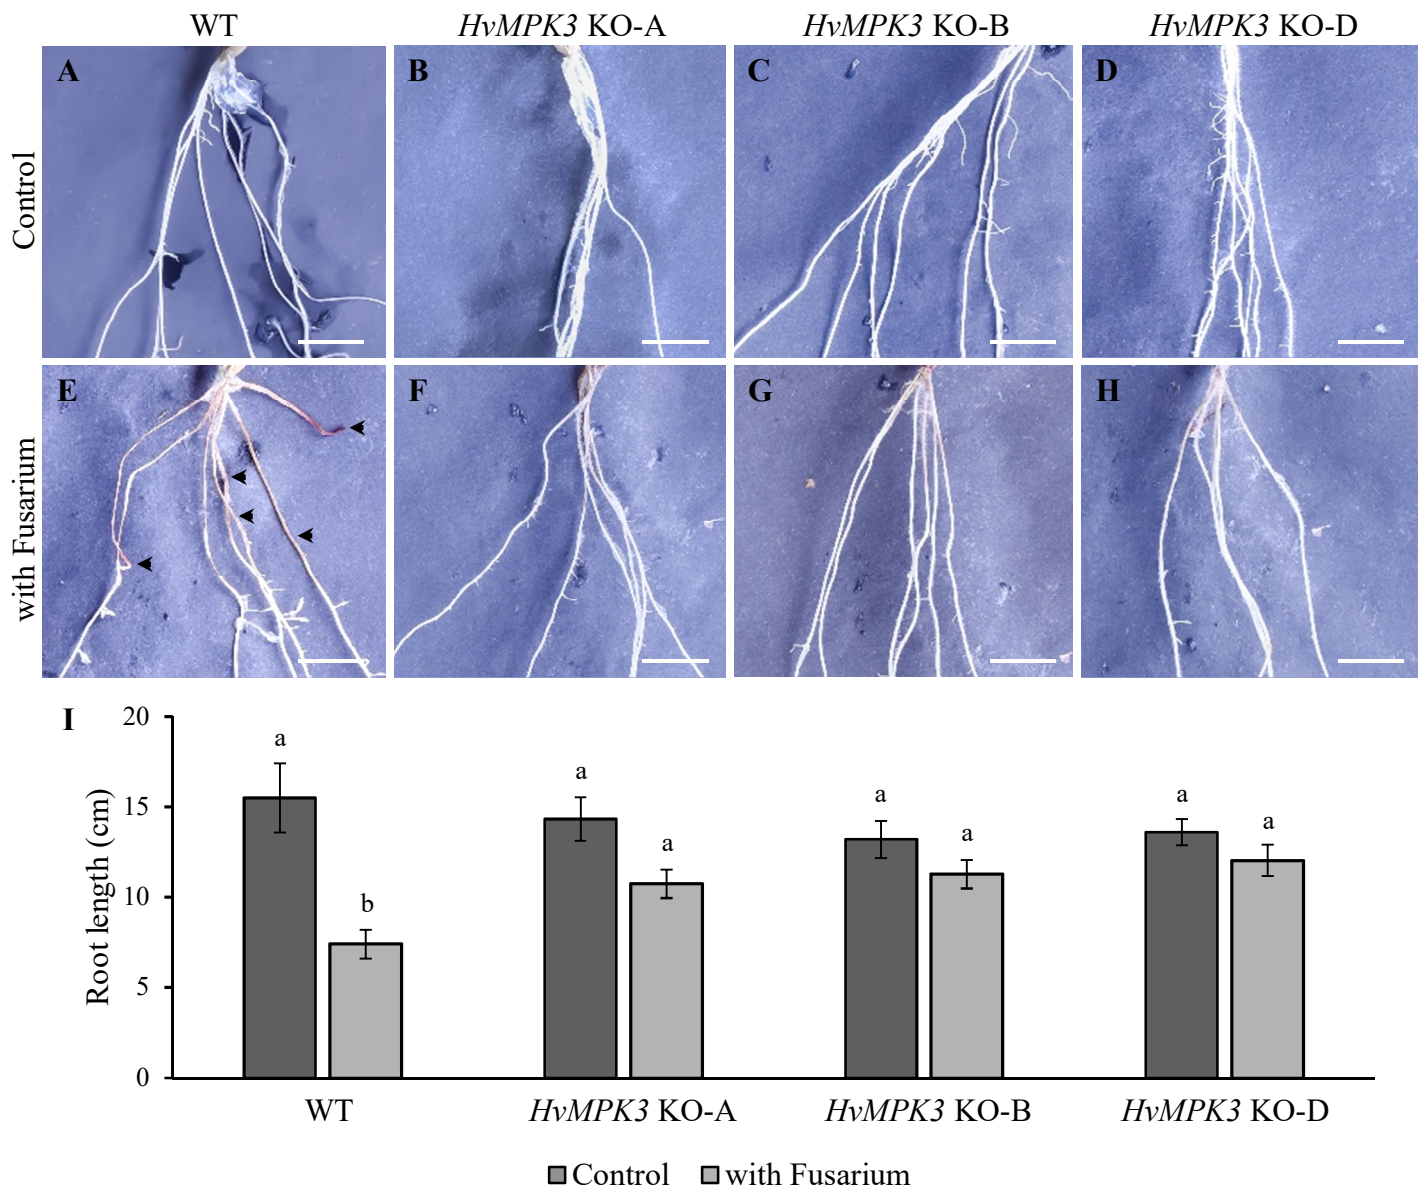 WT HvMPK3 KO-A HvMPK3 KO-B HvMPK3 KO-D
Control
A B C D
with Fusarium
E F G H
I
Root length (cm)
20
15
10
5
0
a a a a
b a a a
WT HvMPK3 KO-A HvMPK3 KO-B HvMPK3 KO-D
Control with Fusarium